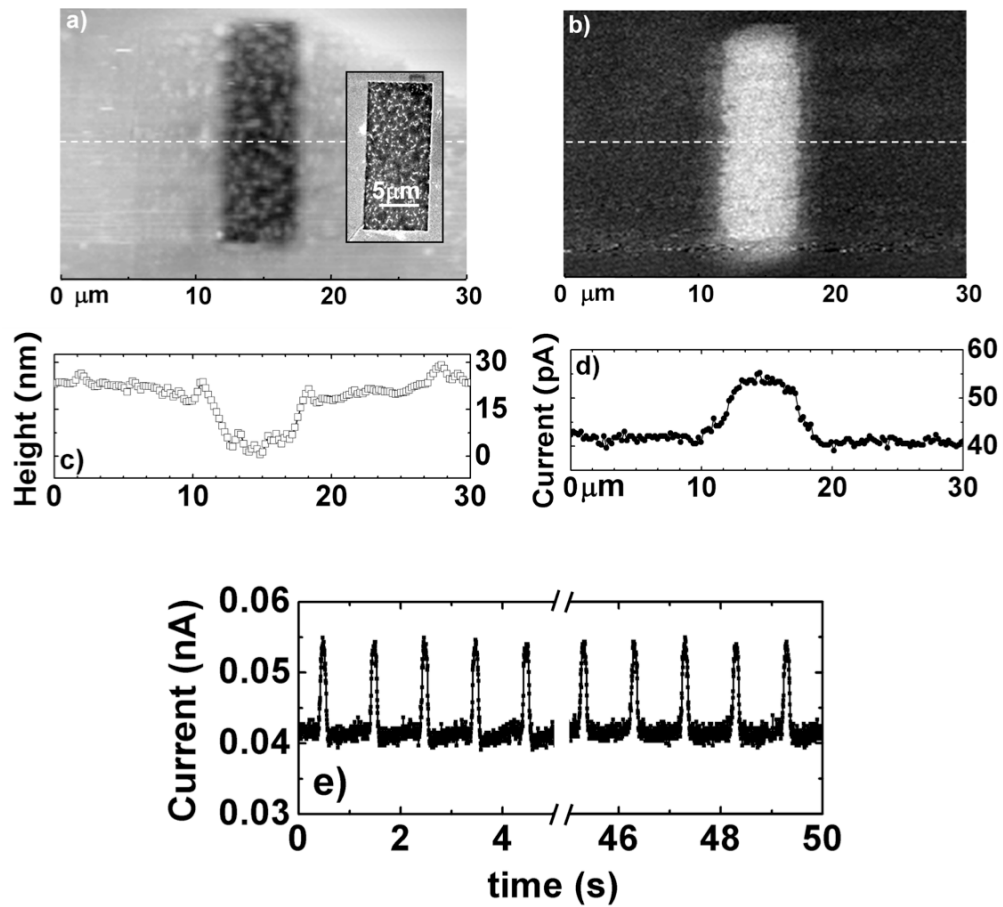 a)
5μm
0 μm 10 20 30
b)
0 μm 10 20 30
Height (nm)
30
15
0
c)
0 10 20 30
d)
Current (pA)
60
50
40
0 μm 10 20 30
Current (nA)
0.06
0.05
0.04
0.03
e)
0 2 4 46 48 50
time (s)